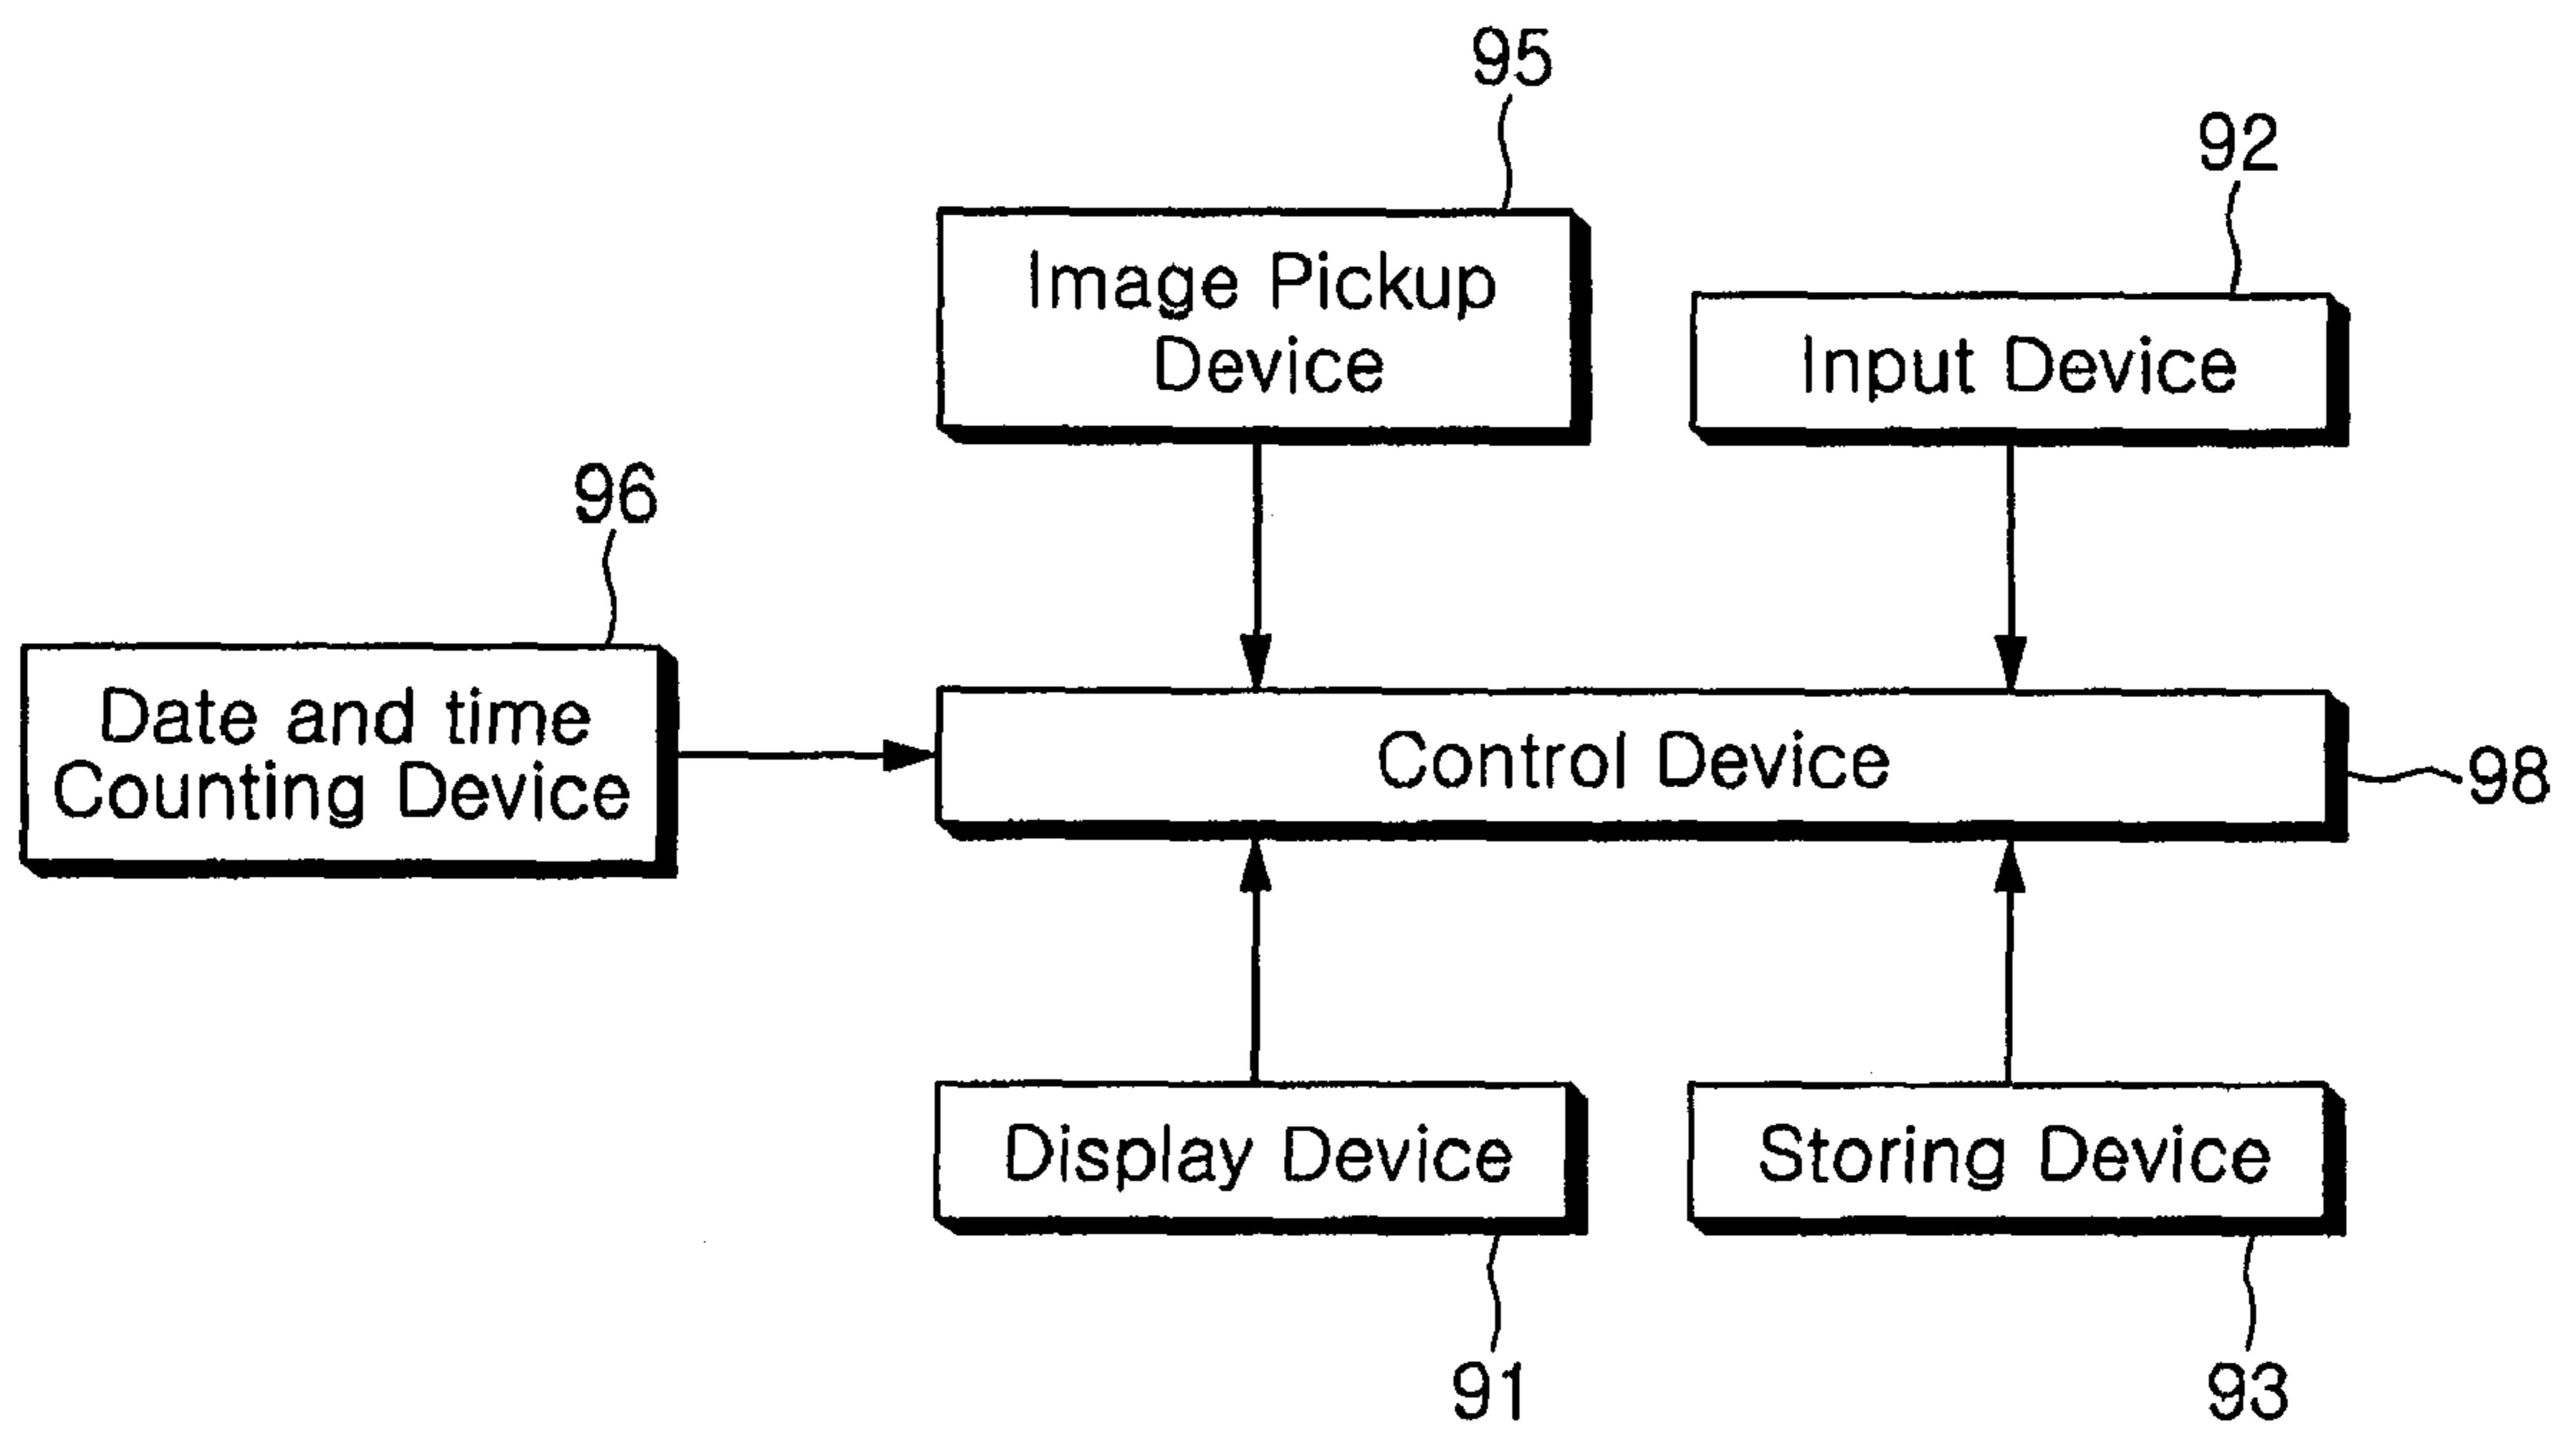 95
92
Image Pickup
Device
Input Device
96
Date and time
Counting Device
Control Device
98
Display Device
Storing Device
91
93